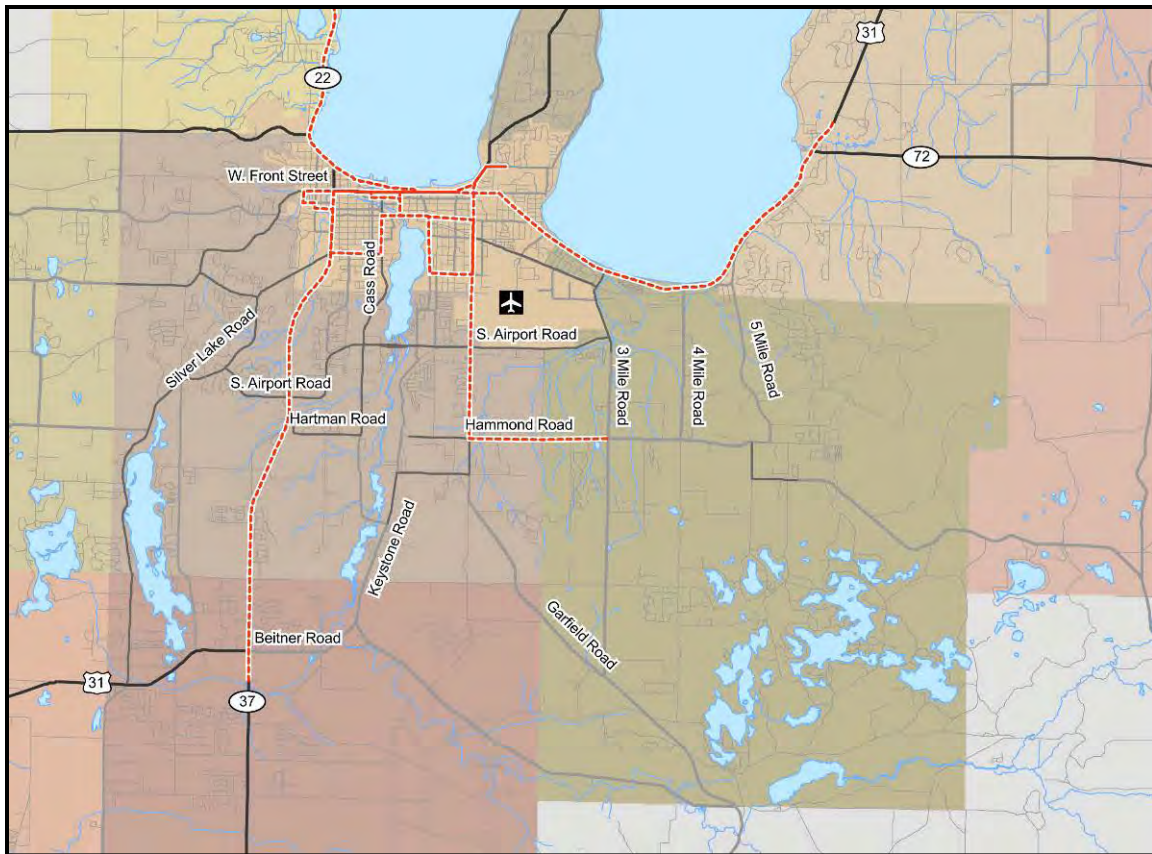 31
22
72
W. Front Street
Cass Road
S. Airport Road
Silver Lake Road
3 Mile Road
4 Mile Road
5 Mile Road
S. Airport Road
Hartman Road
Hammond Road
Keystone Road
Garfield Road
Beitner Road
31
37